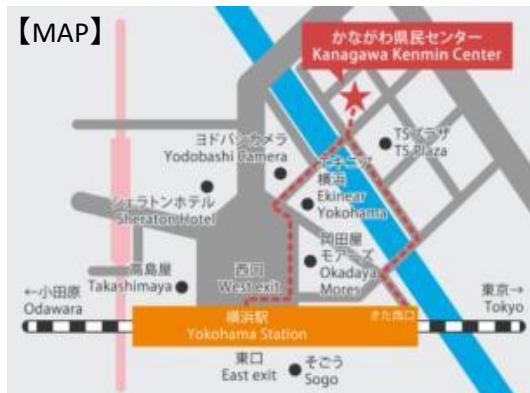 【MAP】
かながわ県民センター
Kanagawa Kenmin Center
ヨドバシカメラ
Yodobashi Camera
TSプラザ
TS Plaza
エキニア
横浜
Ekinear
Yokohama
シェラトンホテル
Sheraton Hotel
岡田屋
モアーズ
Okadaya
Mores
高島屋
Takashimaya
西口
West exit
←小田原
Odawara
東京→
Tokyo
横浜駅
Yokohama Station
きた西口
東口
East exit
そごう
Sogo